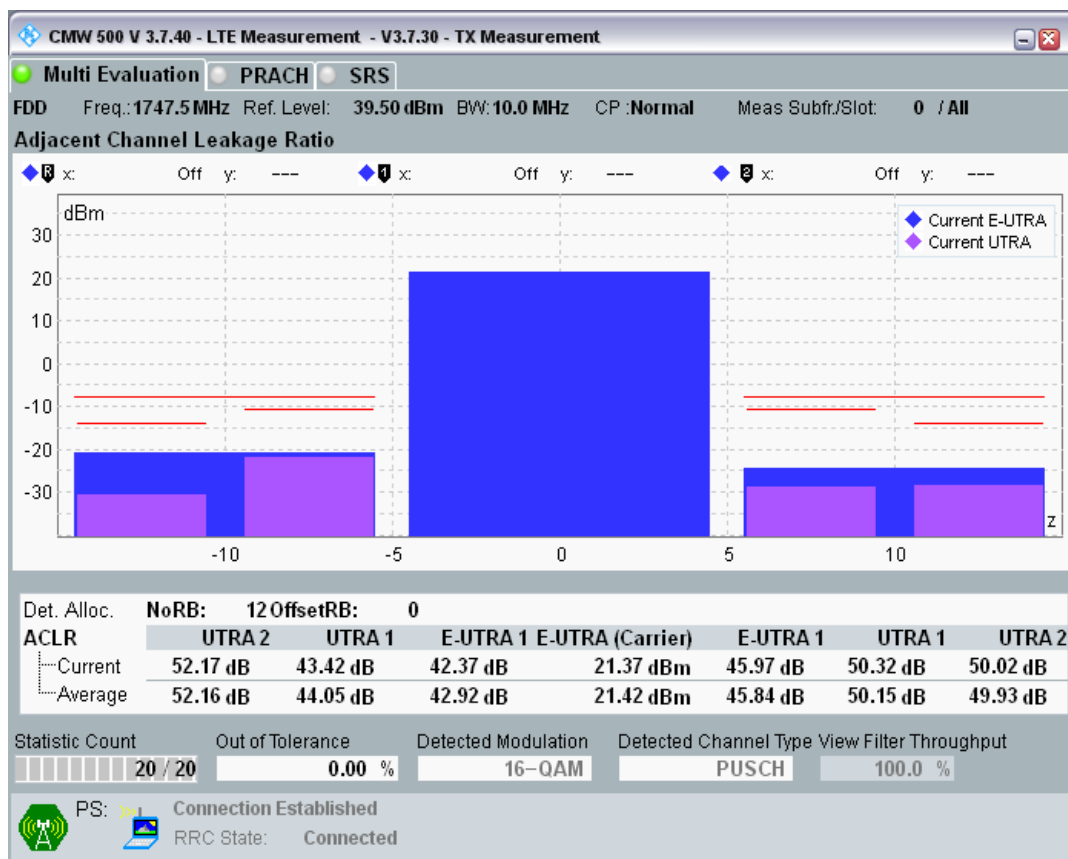 CMW 500 V 3.7.40 - LTE Measurement - V3.7.30 - TX Measurement
Multi Evaluation PRACH SRS
FDD Freq.: 1747.5 MHz Ref. Level: 39.50 dBm BW: 10.0 MHz CP :Normal Meas Subfr./Slot: 0 / All
Adjacent Channel Leakage Ratio
R x: Off y: --- 1 x: Off y: --- 2 x: Off y: ---
dBm
Current E-UTRA
Current UTRA
30
20
10
0
-10
-20
-30
z
-10 -5 0 5 10
Det. Alloc. NoRB: 12 OffsetRB: 0
ACLR UTRA 2 UTRA 1 E-UTRA 1 E-UTRA (Carrier) E-UTRA 1 UTRA 1 UTRA 2
Current 52.17 dB 43.42 dB 42.37 dB 21.37 dBm 45.97 dB 50.32 dB 50.02 dB
Average 52.16 dB 44.05 dB 42.92 dB 21.42 dBm 45.84 dB 50.15 dB 49.93 dB
Statistic Count Out of Tolerance Detected Modulation Detected Channel Type View Filter Throughput
20 / 20 0.00 % 16-QAM PUSCH 100.0 %
PS: Connection Established
RRC State: Connected